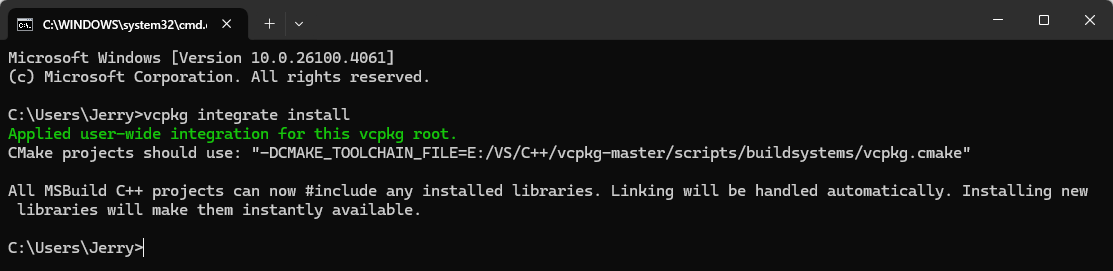 C:\WINDOWS\system32\cmd.
Microsoft Windows [Version 10.0.26100.4061]
(c) Microsoft Corporation. All rights reserved.
C:\Users\Jerry>vcpkg integrate install
Applied user-wide integration for this vcpkg root.
CMake projects should use: "-DCMAKE_TOOLCHAIN_FILE=E:/VS/C++/vcpkg-master/scripts/buildsystems/vcpkg.cmake"
All MSBuild C++ projects can now #include any installed libraries. Linking will be handled automatically. Installing new
libraries will make them instantly available.
C:\Users\Jerry>